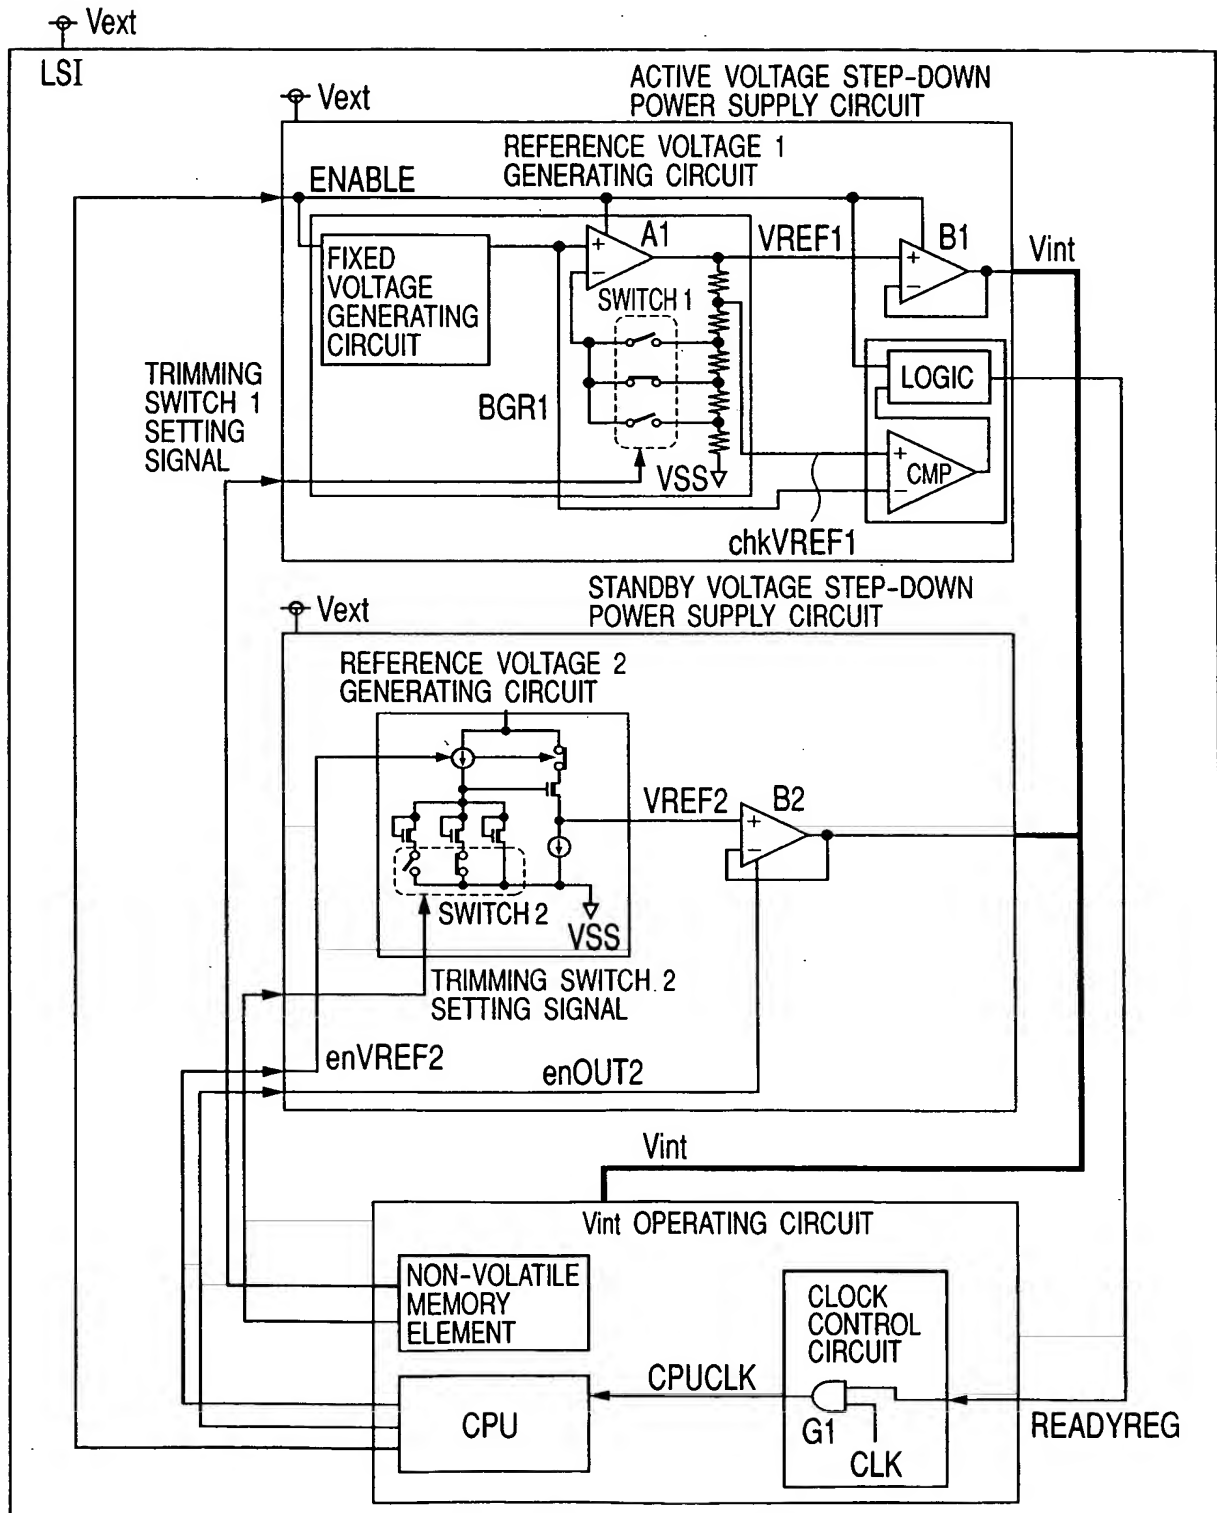 Vext
LSI
ACTIVE VOLTAGE STEP-DOWN
POWER SUPPLY CIRCUIT
Vext
REFERENCE VOLTAGE 1
GENERATING CIRCUIT
ENABLE
A1
VREF1
B1
Vint
+
-
+
-
FIXED
VOLTAGE
GENERATING
CIRCUIT
SWITCH 1
LOGIC
TRIMMING
SWITCH 1
SETTING
SIGNAL
BGR1
+
-
CMP
VSS
chkVREF1
STANDBY VOLTAGE STEP-DOWN
POWER SUPPLY CIRCUIT
Vext
REFERENCE VOLTAGE 2
GENERATING CIRCUIT
VREF2
B2
+
-
SWITCH 2
VSS
TRIMMING SWITCH 2
SETTING SIGNAL
enVREF2
enOUT2
Vint
Vint OPERATING CIRCUIT
NON-VOLATILE
MEMORY
ELEMENT
CLOCK
CONTROL
CIRCUIT
CPUCLK
CPU
G1
CLK
READYREG